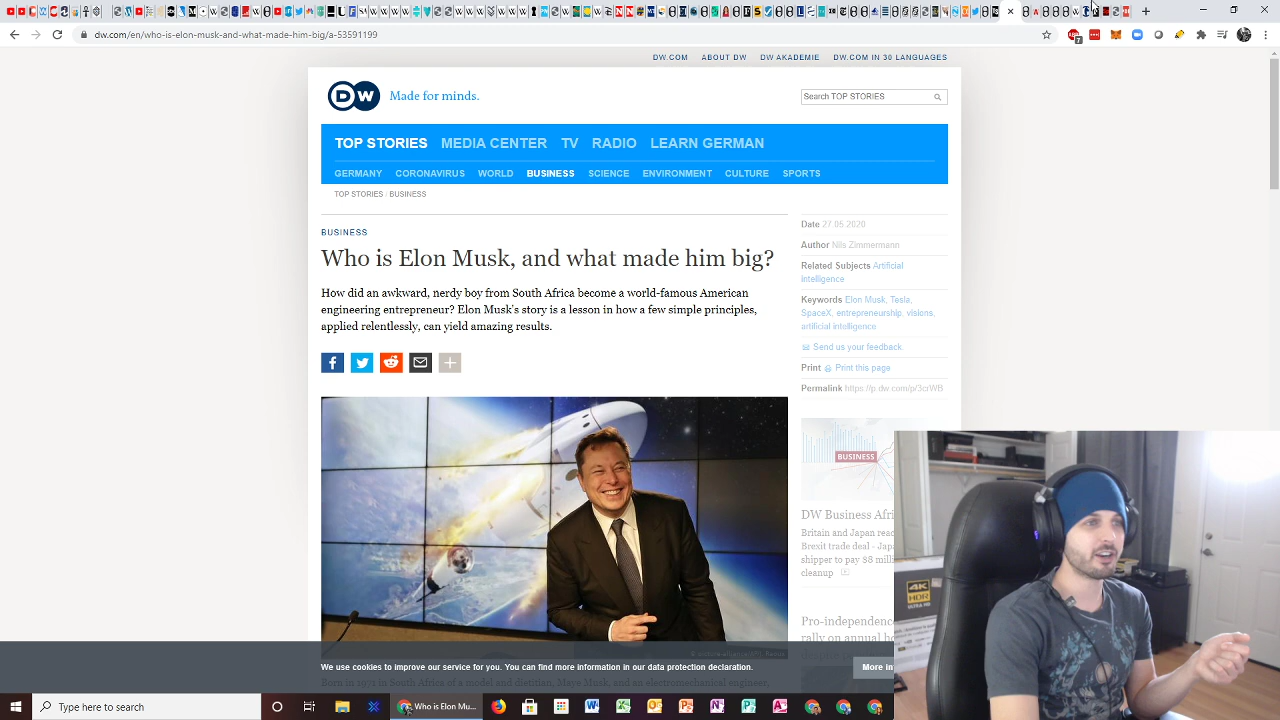 dw.com/en/who-is-elon-musk-and-what-made-him-big/a-53591199
7
DW.COM ABOUT DW DW AKADEMIE DW.COM IN 30 LANGUAGES
DW Made for minds.
Search TOP STORIES
TOP STORIES MEDIA CENTER TV RADIO LEARN GERMAN
GERMANY CORONAVIRUS WORLD BUSINESS SCIENCE ENVIRONMENT CULTURE SPORTS
TOP STORIES / BUSINESS
BUSINESS
Who is Elon Musk, and what made him big?
How did an awkward, nerdy boy from South Africa become a world-famous American
engineering entrepreneur? Elon Musk's story is a lesson in how a few simple principles,
applied relentlessly, can yield amazing results.
Date 27.05.2020
Author Nils Zimmermann
Related Subjects Artificial
intelligence
Keywords Elon Musk, Tesla,
SpaceX, entrepreneurship, visions,
artificial intelligence
Send us your feedback.
Print Print this page
Permalink https://p.dw.com/p/3crWB
BUSINESS
DW Business Afri
Britain and Japan reac
Brexit trade deal - Japa
shipper to pay $8 milli
cleanup
Pro-independence
rally on annual ho
We use cookies to improve our service for you. You can find more information in our data protection declaration.
More in
Born in 1971 in South Africa of a model and dietitian, Maye Musk, and an electromechanical engineer,
4K
HDR
ULTRA HD
Type here to search
Who is Elon Mu...